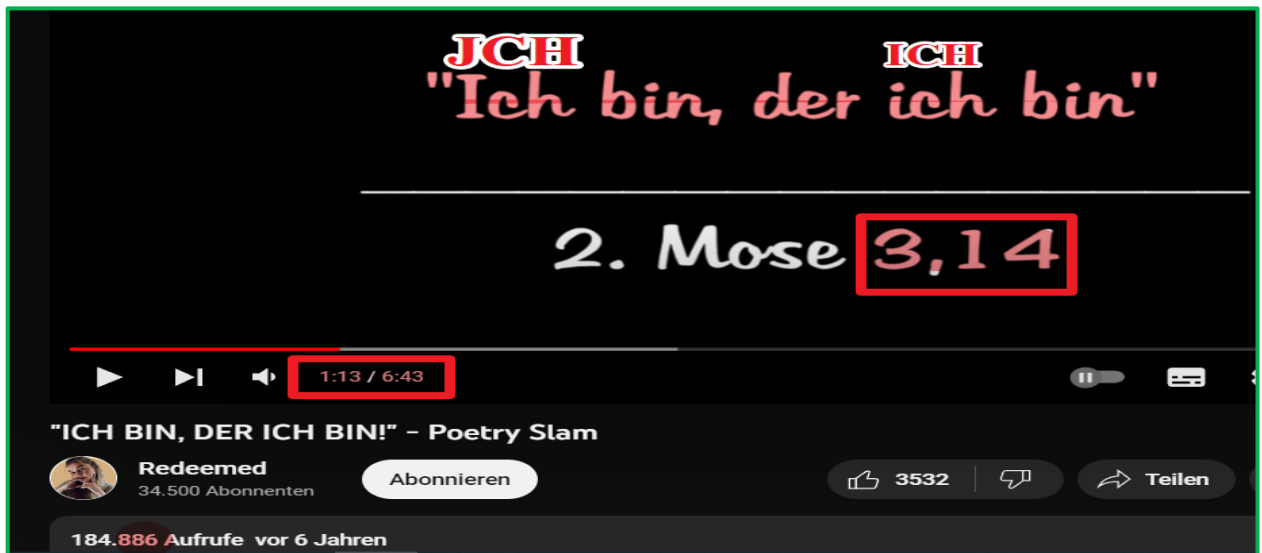 JCH ICH
"Ich bin, der ich bin"
2. Mose 3,14
1:13 / 6:43
"ICH BIN, DER ICH BIN!" - Poetry Slam
Redeemed
34.500 Abonnenten
Abonnieren
3532
Teilen
184.886 Aufrufe vor 6 Jahren